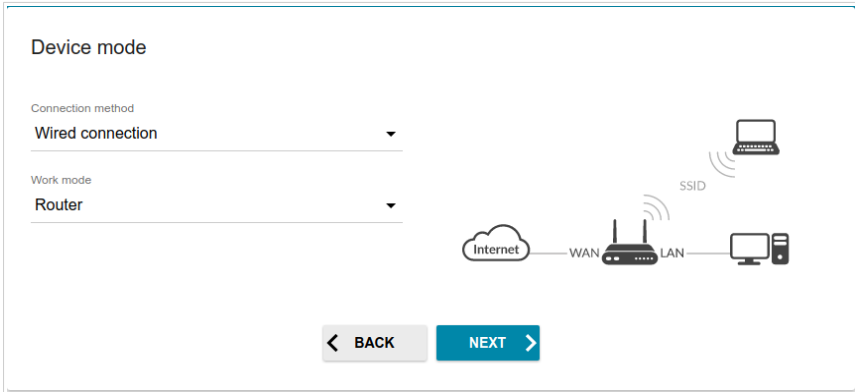 Device mode
Connection method
Wired connection
Work mode
Router
SSID
Internet
WAN
LAN
BACK
NEXT